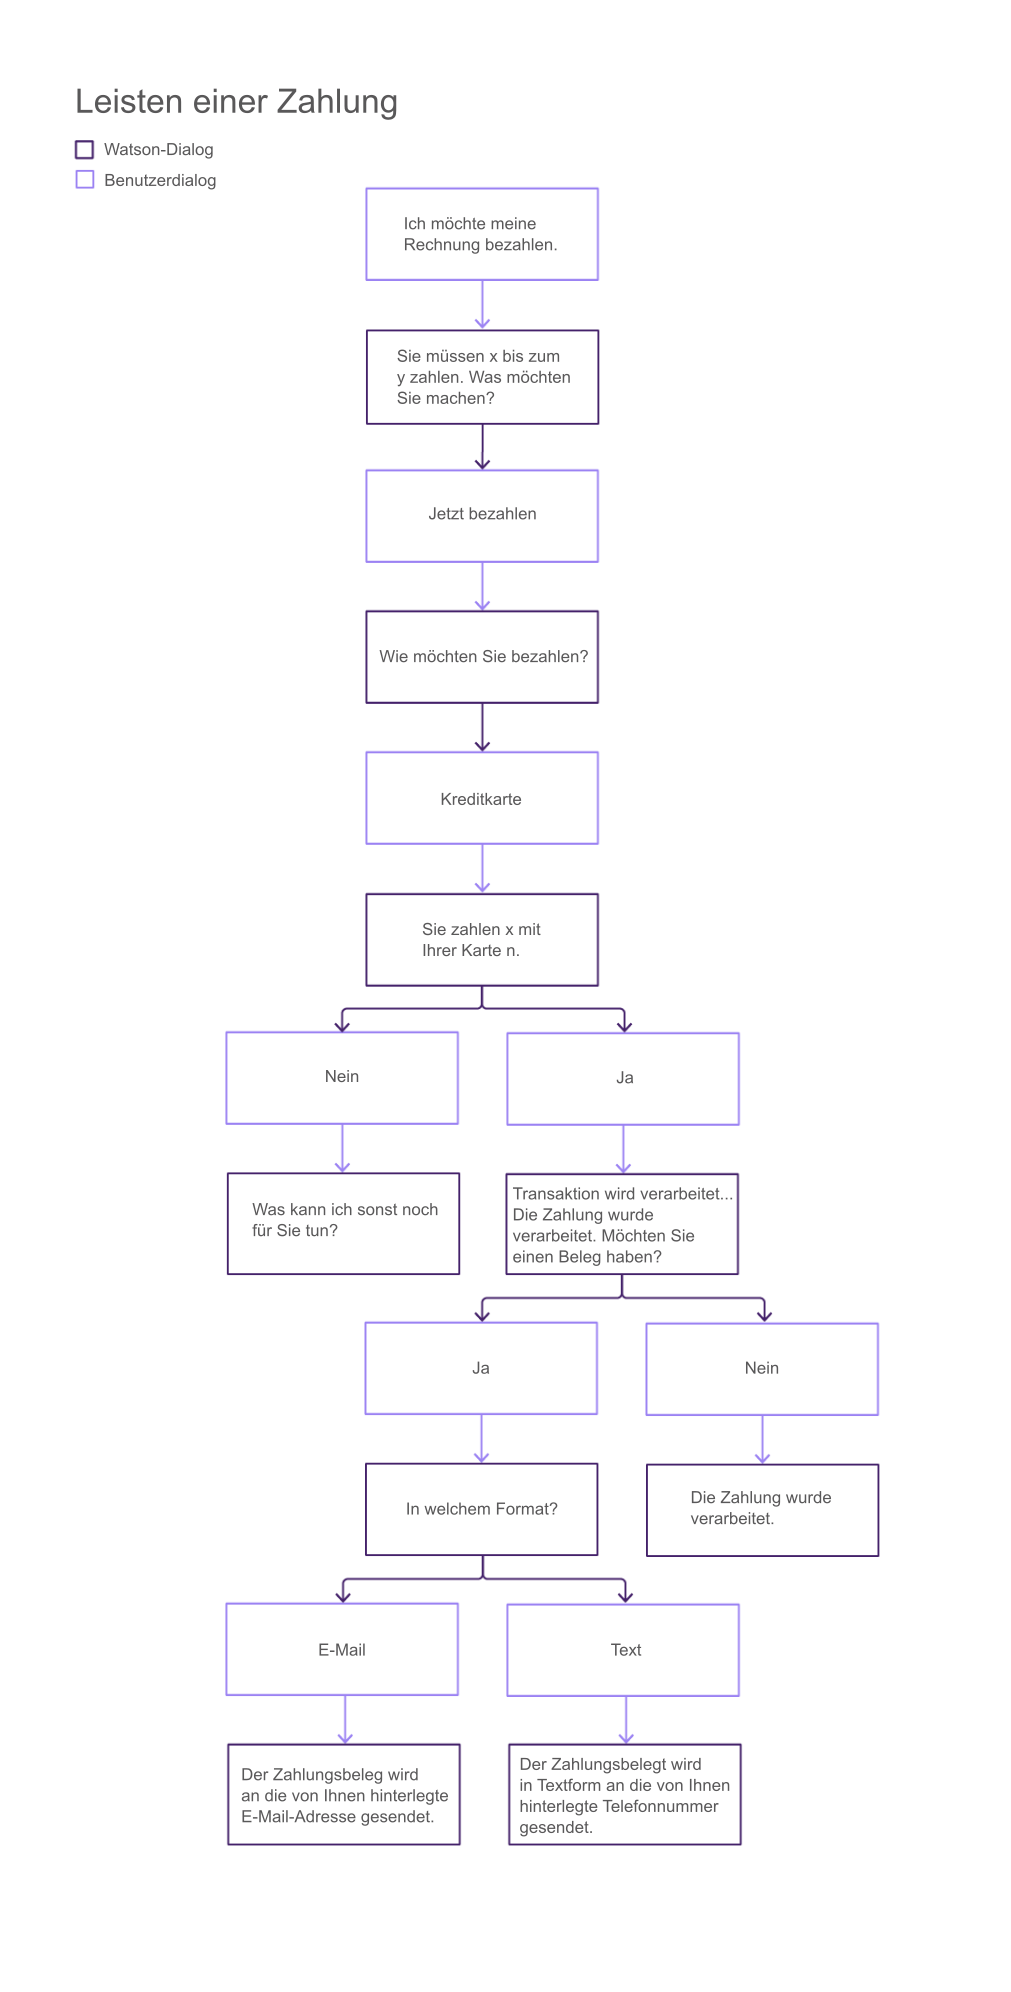 Leisten einer Zahlung
Watson-Dialog
Benutzerdialog
Ich möchte meine
Rechnung bezahlen.
Sie müssen x bis zum
y zahlen. Was möchten
Sie machen?
Jetzt bezahlen
Wie möchten Sie bezahlen?
Kreditkarte
Sie zahlen x mit
Ihrer Karte n.
Nein
Ja
Was kann ich sonst noch
für Sie tun?
Transaktion wird verarbeitet...
Die Zahlung wurde
verarbeitet. Möchten Sie
einen Beleg haben?
Ja
Nein
In welchem Format?
Die Zahlung wurde
verarbeitet.
E-Mail
Text
Der Zahlungsbeleg wird
an die von Ihnen hinterlegte
E-Mail-Adresse gesendet.
Der Zahlungsbelegt wird
in Textform an die von Ihnen
hinterlegte Telefonnummer
gesendet.